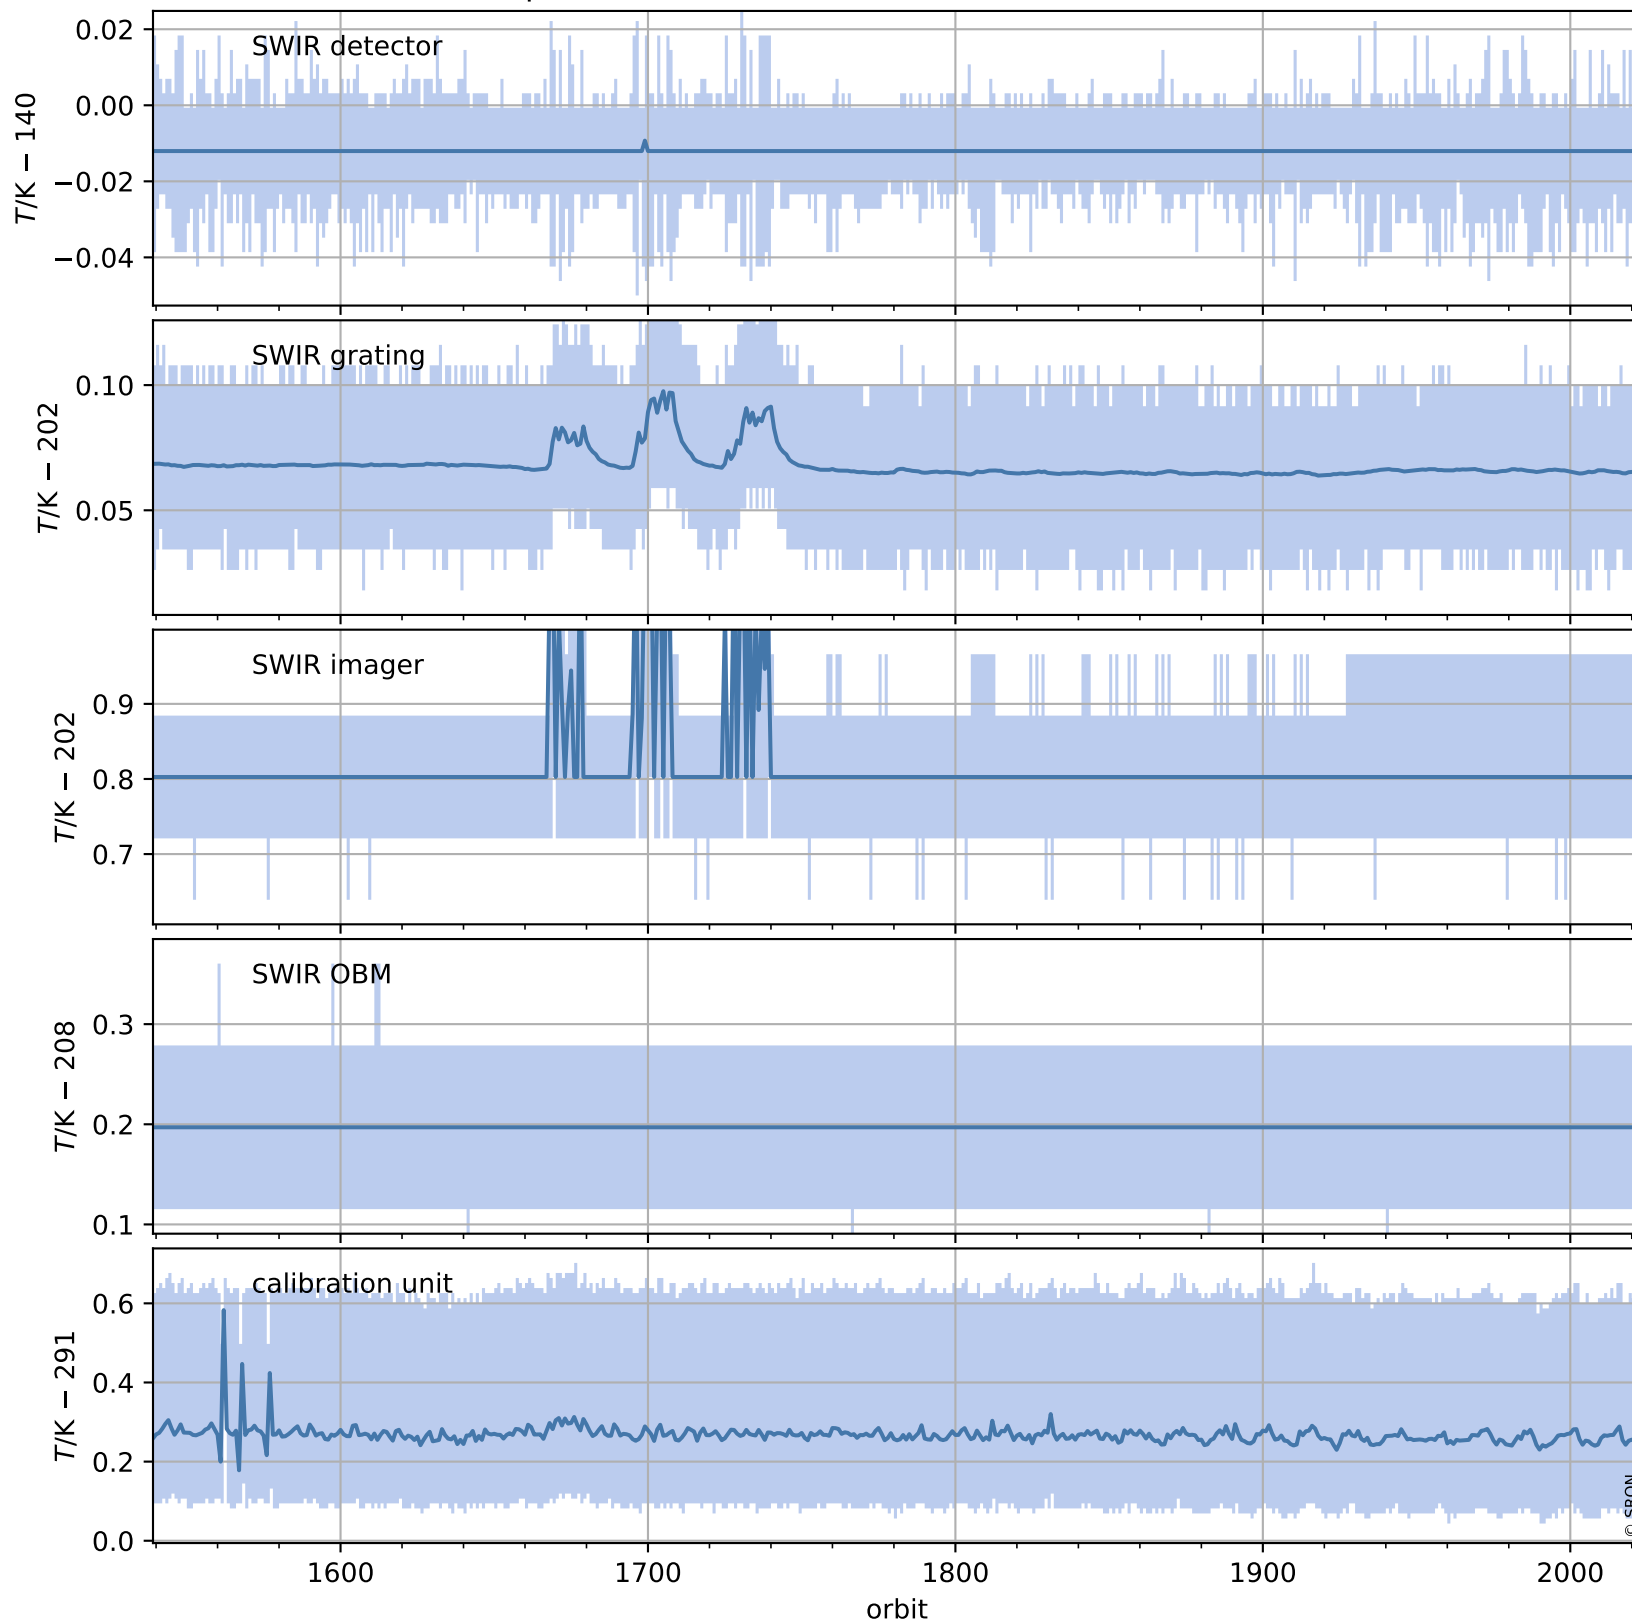 SWIR detector
T/K − 140
0.02
0.00
−0.02
−0.04
SWIR grating
T/K − 202
0.10
0.05
SWIR imager
T/K − 202
0.9
0.8
0.7
SWIR OBM
T/K − 208
0.3
0.2
0.1
calibration unit
T/K − 291
0.6
0.4
0.2
0.0
1600 1700 1800 1900 2000
orbit
© SRON